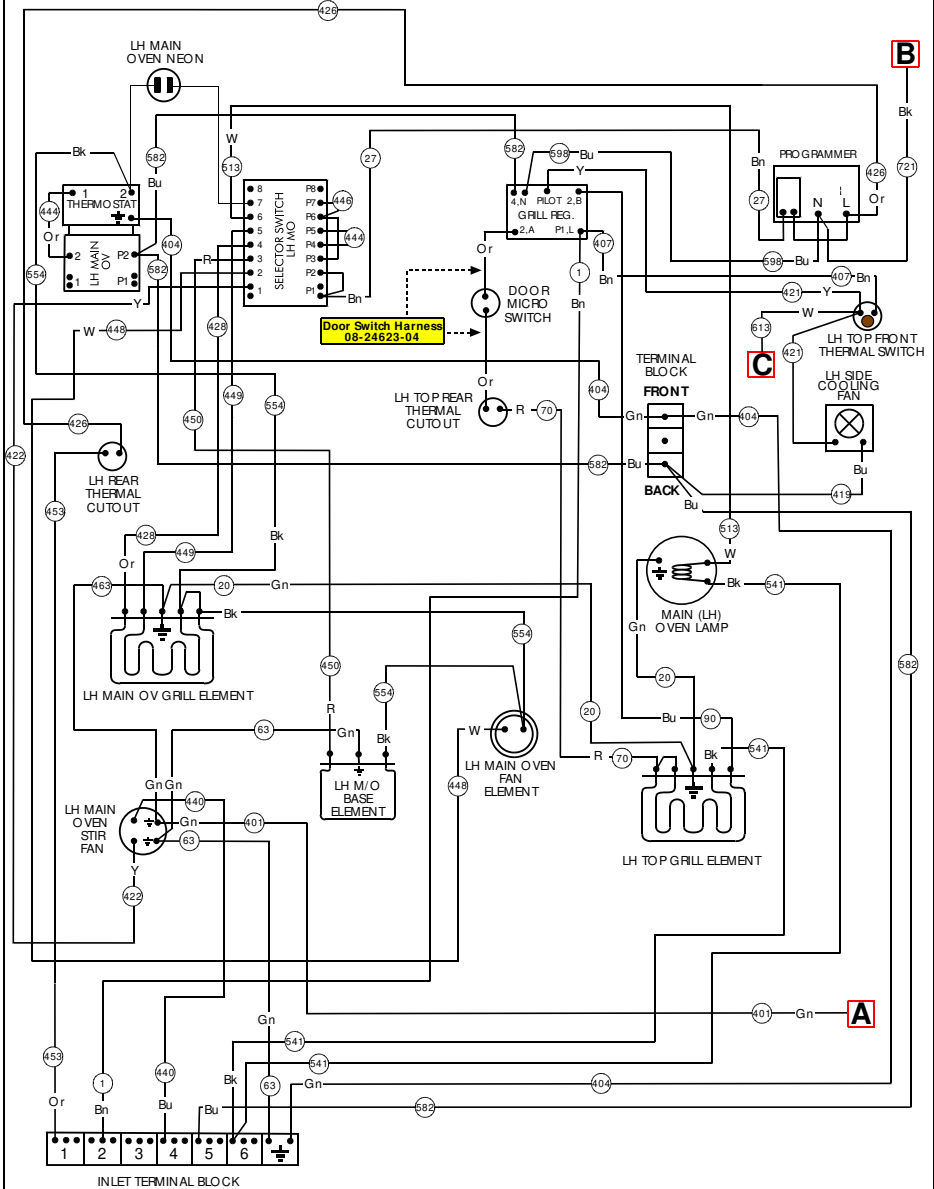 426
LH MAIN
OVEN NEON
B
Bk
W
582
513
27
Bn
598
Bu
Y
PROGRAMMER
721
426
Or
Bk
Bu
1
2
THERMOSTAT
444
Or
LH MAIN
OV
2
1
P2
P1
404
582
554
8
7
6
5
4
3
2
1
SELECTOR SWITCH
LH MO
P8
P7
P6
P5
P4
P3
P2
P1
446
444
R
Bn
582
4,N
PILOT
2,B
GRILL REG.
2,A
P1,L
407
Bn
Or
1
Bn
27
N
L
598
Bu
407
Bn
421
Y
W
613
C
421
LH TOP FRONT
THERMAL SWITCH
DOOR
MICRO
SWITCH
Door Switch Harness
08-24623-04
Y
W
448
428
449
450
554
426
422
453
LH REAR
THERMAL
CUTOUT
Or
LH TOP REAR
THERMAL
CUTOUT
R
70
TERMINAL
BLOCK
FRONT
404
Gn
Gn
404
582
Bu
BACK
Bu
LH SIDE
COOLING
FAN
Bu
419
428
449
Or
Bk
463
20
Gn
Bk
LH MAIN OV GRILL ELEMENT
513
W
Bk
541
MAIN (LH)
OVEN LAMP
Gn
20
582
554
450
R
554
Bk
63
Gn
LH M/O
BASE
ELEMENT
W
LH MAIN OVEN
FAN
ELEMENT
448
20
Bu
90
Bk
541
R
70
LH TOP GRILL ELEMENT
Gn
Gn
440
LH MAIN
OVEN
STIR
FAN
Gn
401
63
Y
422
401
Gn
A
Gn
541
541
453
Or
1
Bn
440
Bu
Bk
63
Gn
404
Bu
582
1
2
3
4
5
6
INLET TERMINAL BLOCK